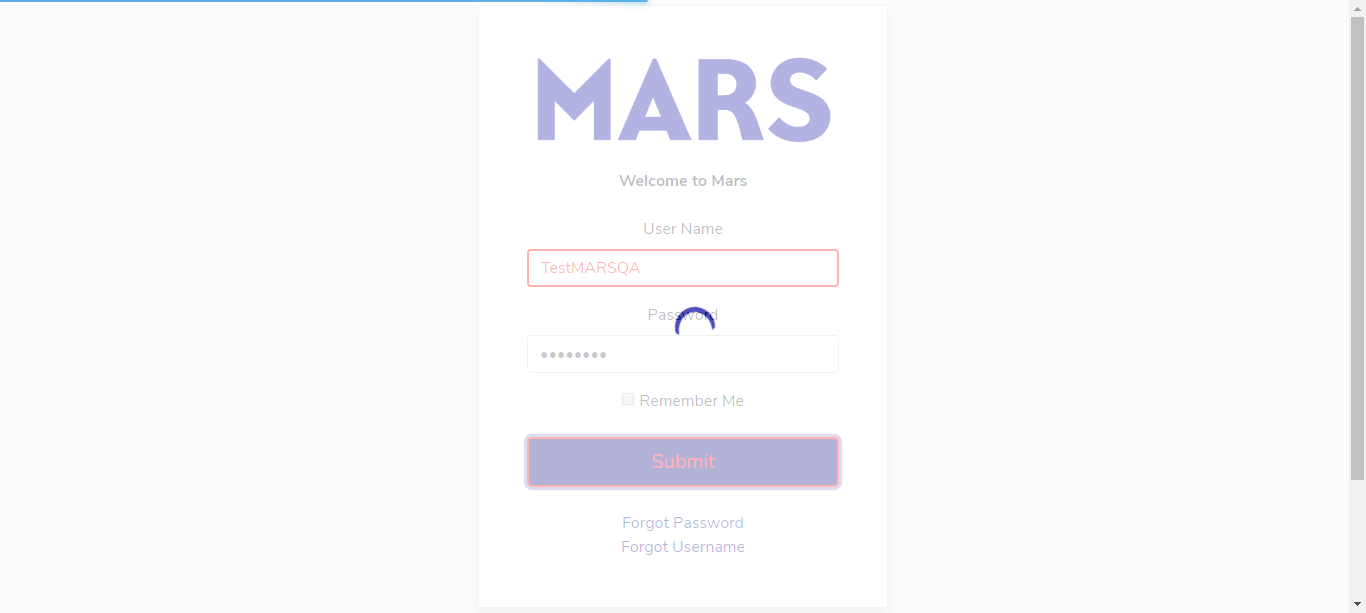 MARS
Welcome to Mars
User Name
TestMARSQA
Password
Remember Me
Submit
Forgot Password
Forgot Username